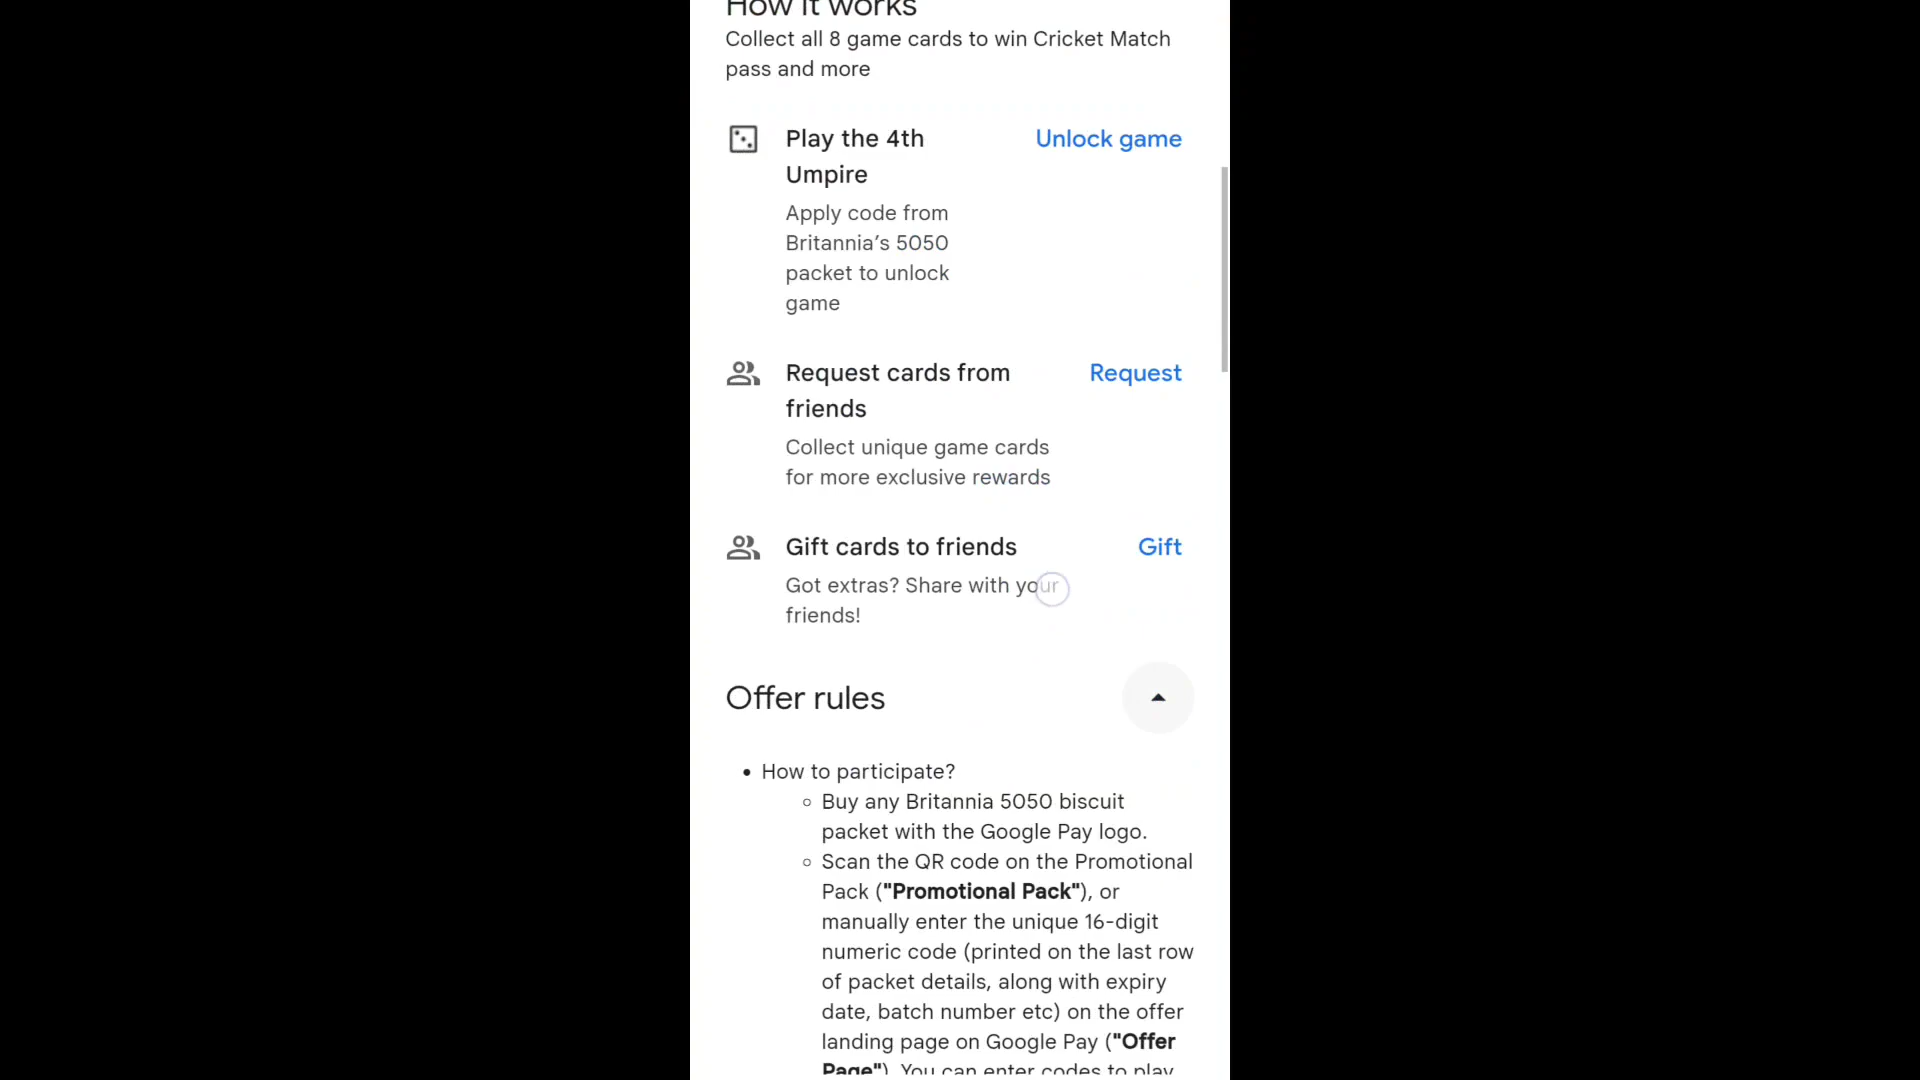 How it works
Collect all 8 game cards to win Cricket Match
pass and more
Play the 4th
Umpire
Unlock game
Apply code from
Britannia’s 5050
packet to unlock
game
Request cards from
friends
Request
Collect unique game cards
for more exclusive rewards
Gift cards to friends
Gift
Got extras? Share with your
friends!
Offer rules
• How to participate?
◦ Buy any Britannia 5050 biscuit
packet with the Google Pay logo.
◦ Scan the QR code on the Promotional
Pack ("Promotional Pack"), or
manually enter the unique 16-digit
numeric code (printed on the last row
of packet details, along with expiry
date, batch number etc) on the offer
landing page on Google Pay ("Offer
Page"). You can enter codes to play